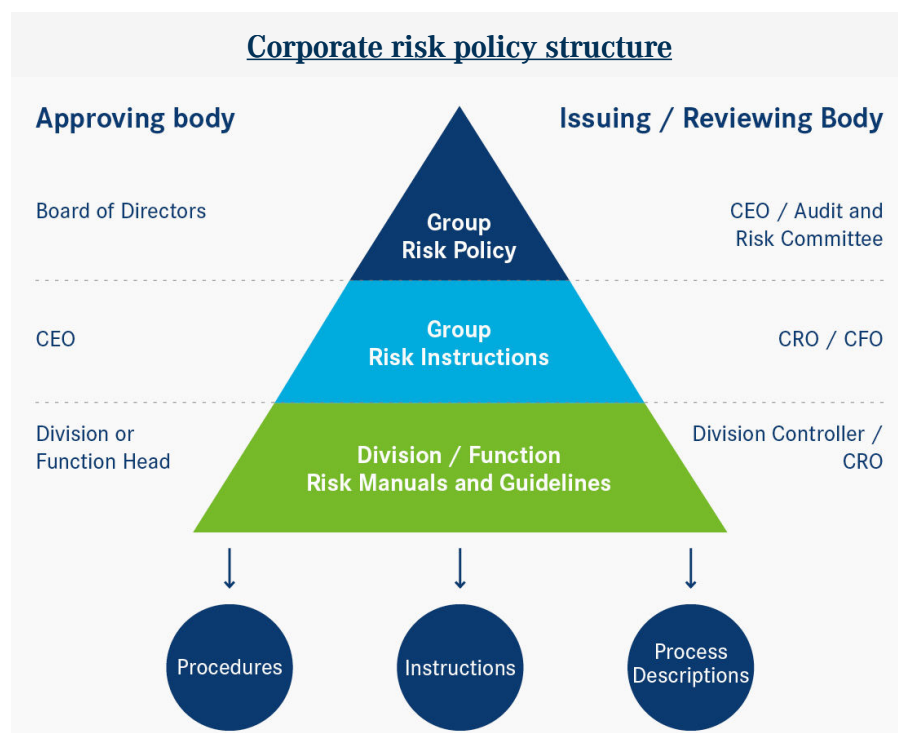 Corporate risk policy structure
Approving body
Issuing / Reviewing Body
Board of Directors
Group
Risk Policy
CEO / Audit and
Risk Committee
CEO
Group
Risk Instructions
CRO / CFO
Division or
Function Head
Division / Function
Risk Manuals and Guidelines
Division Controller /
CRO
Procedures
Instructions
Process
Descriptions